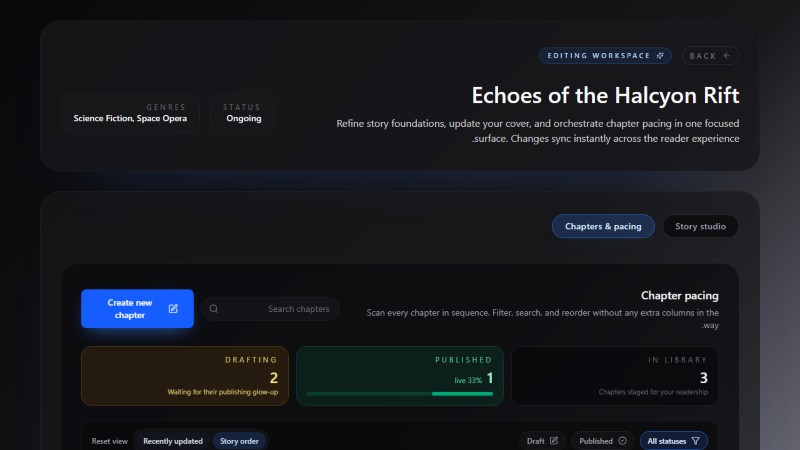 BACK
EDITING WORKSPACE
Echoes of the Halcyon Rift
Refine story foundations, update your cover, and orchestrate chapter pacing in one focused
.surface. Changes sync instantly across the reader experience
STATUS
Ongoing
GENRES
Science Fiction, Space Opera
Story studio
Chapters & pacing
Chapter pacing
Scan every chapter in sequence. Filter, search, and reorder without any extra columns in the
.way
Search chapters
Create new
chapter
IN LIBRARY
3
Chapters staged for your readership
PUBLISHED
live 33% 1
DRAFTING
2
Waiting for their publishing glow-up
All statuses
Published
Draft
Story order
Recently updated
Reset view